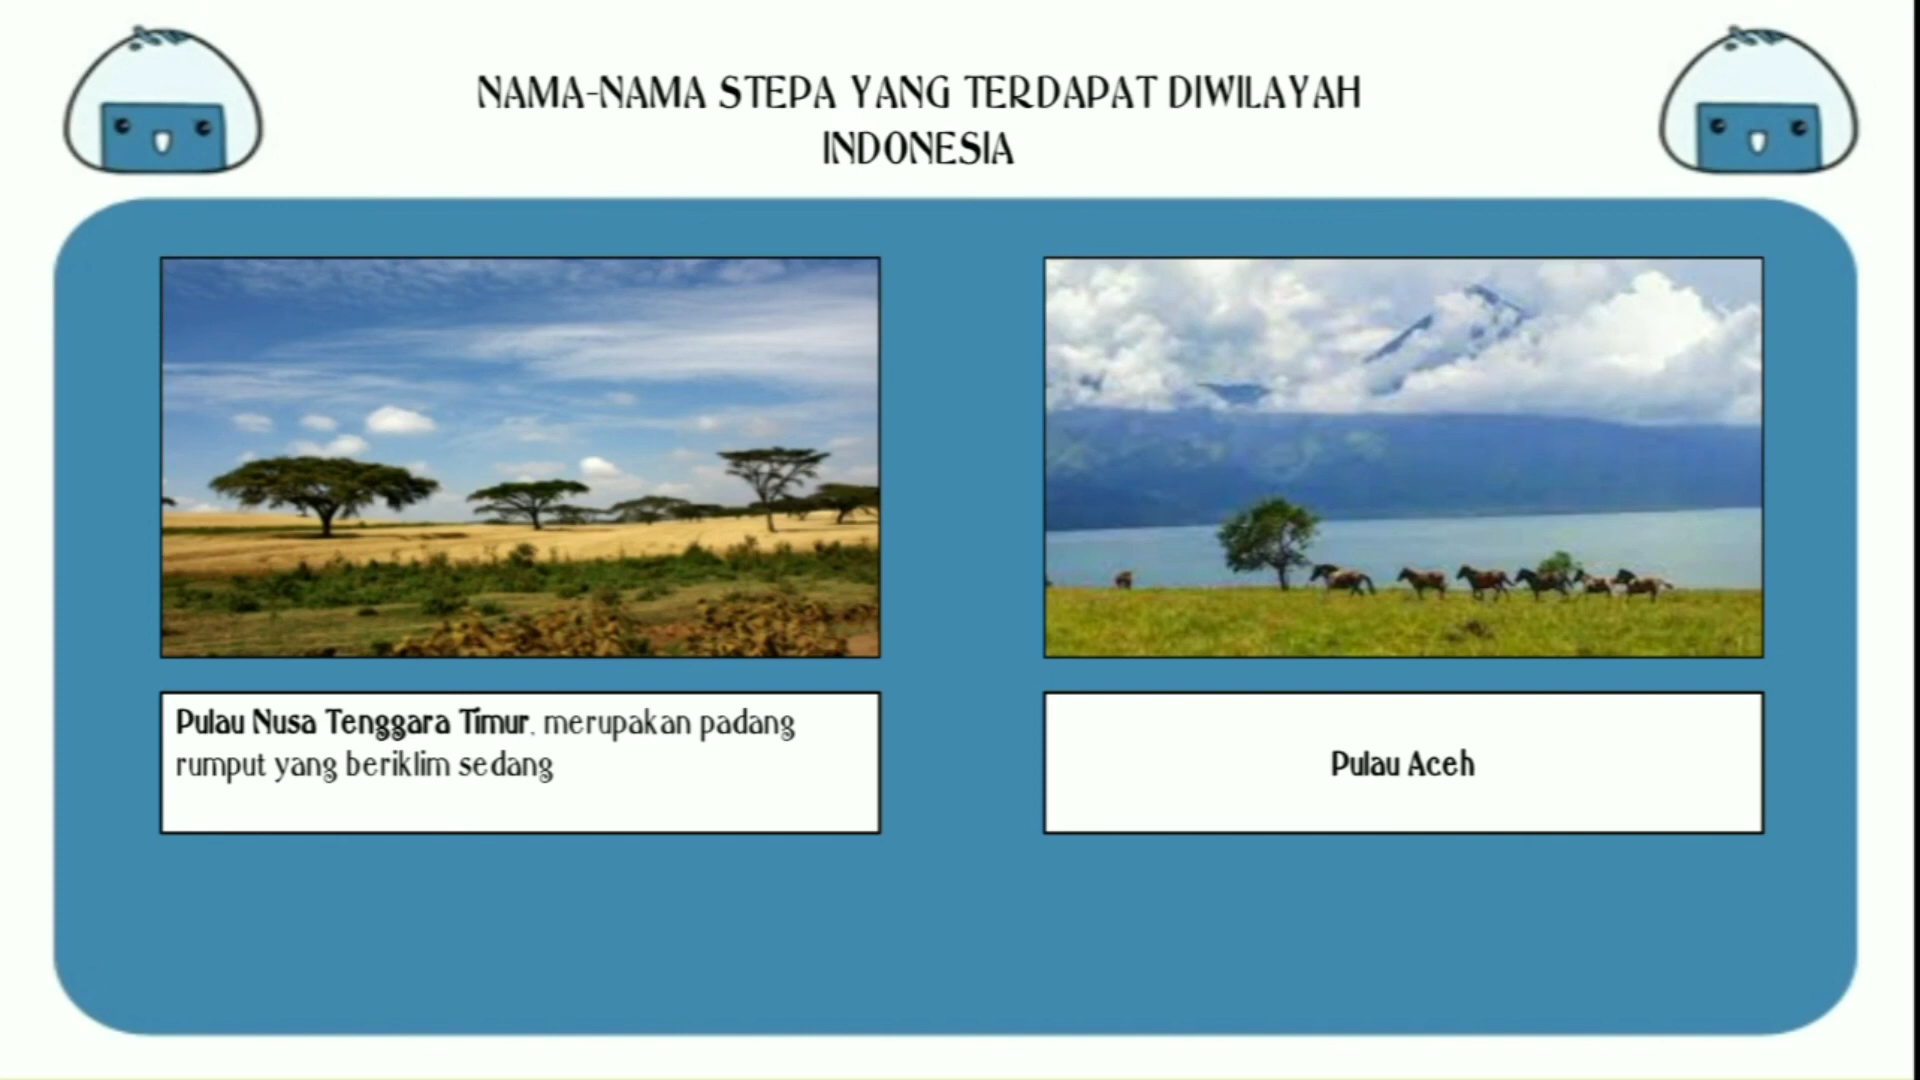 NAMA-NAMA STEPA YANG TERDAPAT DIWILAYAH
INDONESIA
Pulau Nusa Tenggara Timur, merupakan padang
rumput yang beriklim sedang
Pulau Aceh